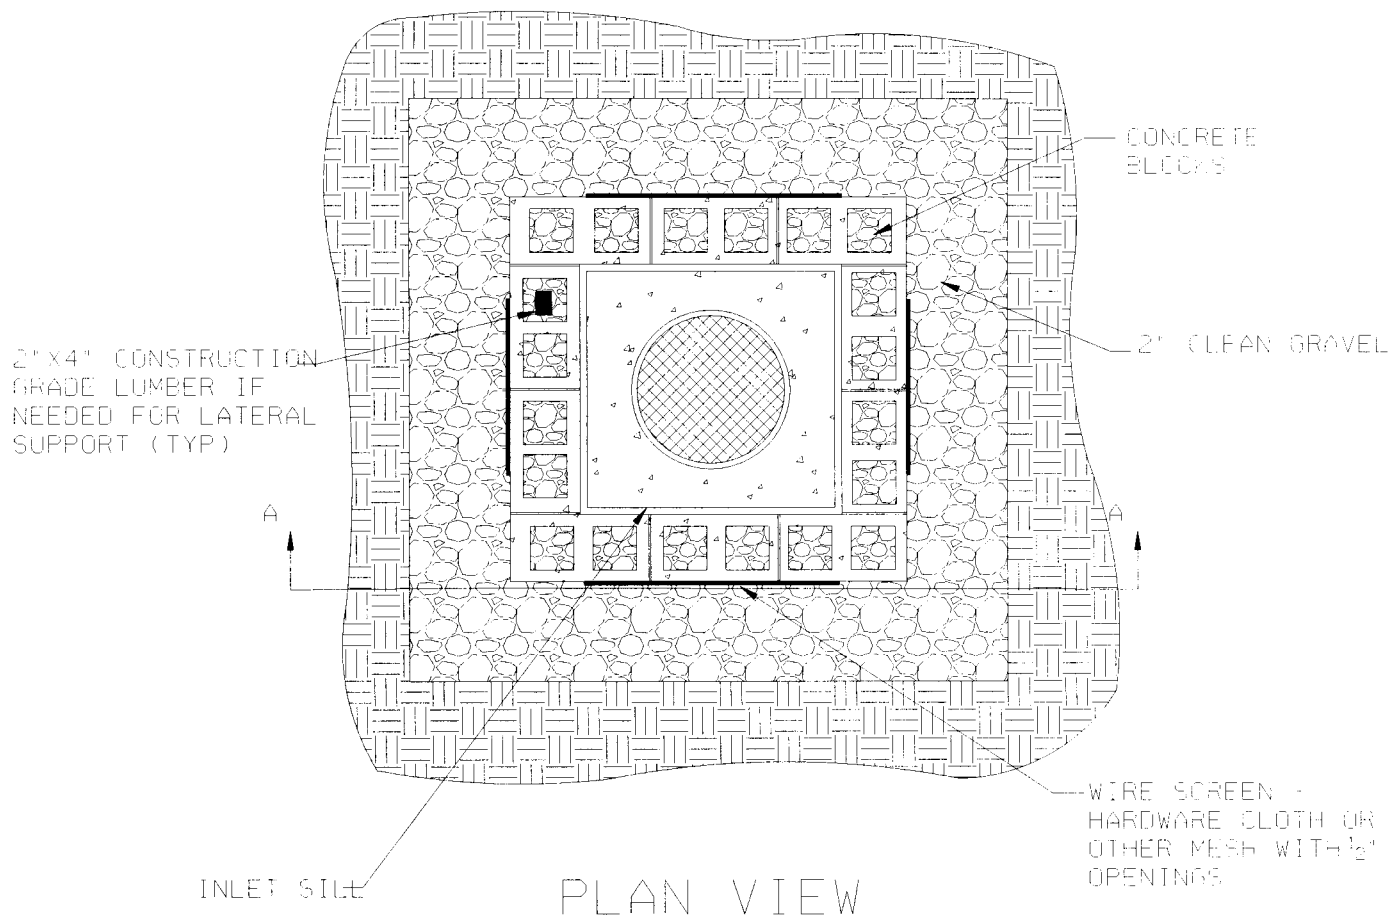 CONCRETE
BLOCKS
2" X4" CONSTRUCTION
GRADE LUMBER IF
NEEDED FOR LATERAL
SUPPORT (TYP)
2" CLEAN GRAVEL
A
A
WIRE SCREEN -
HARDWARE CLOTH OR
OTHER MESH WITH ½"
OPENINGS
INLET SILL
PLAN VIEW